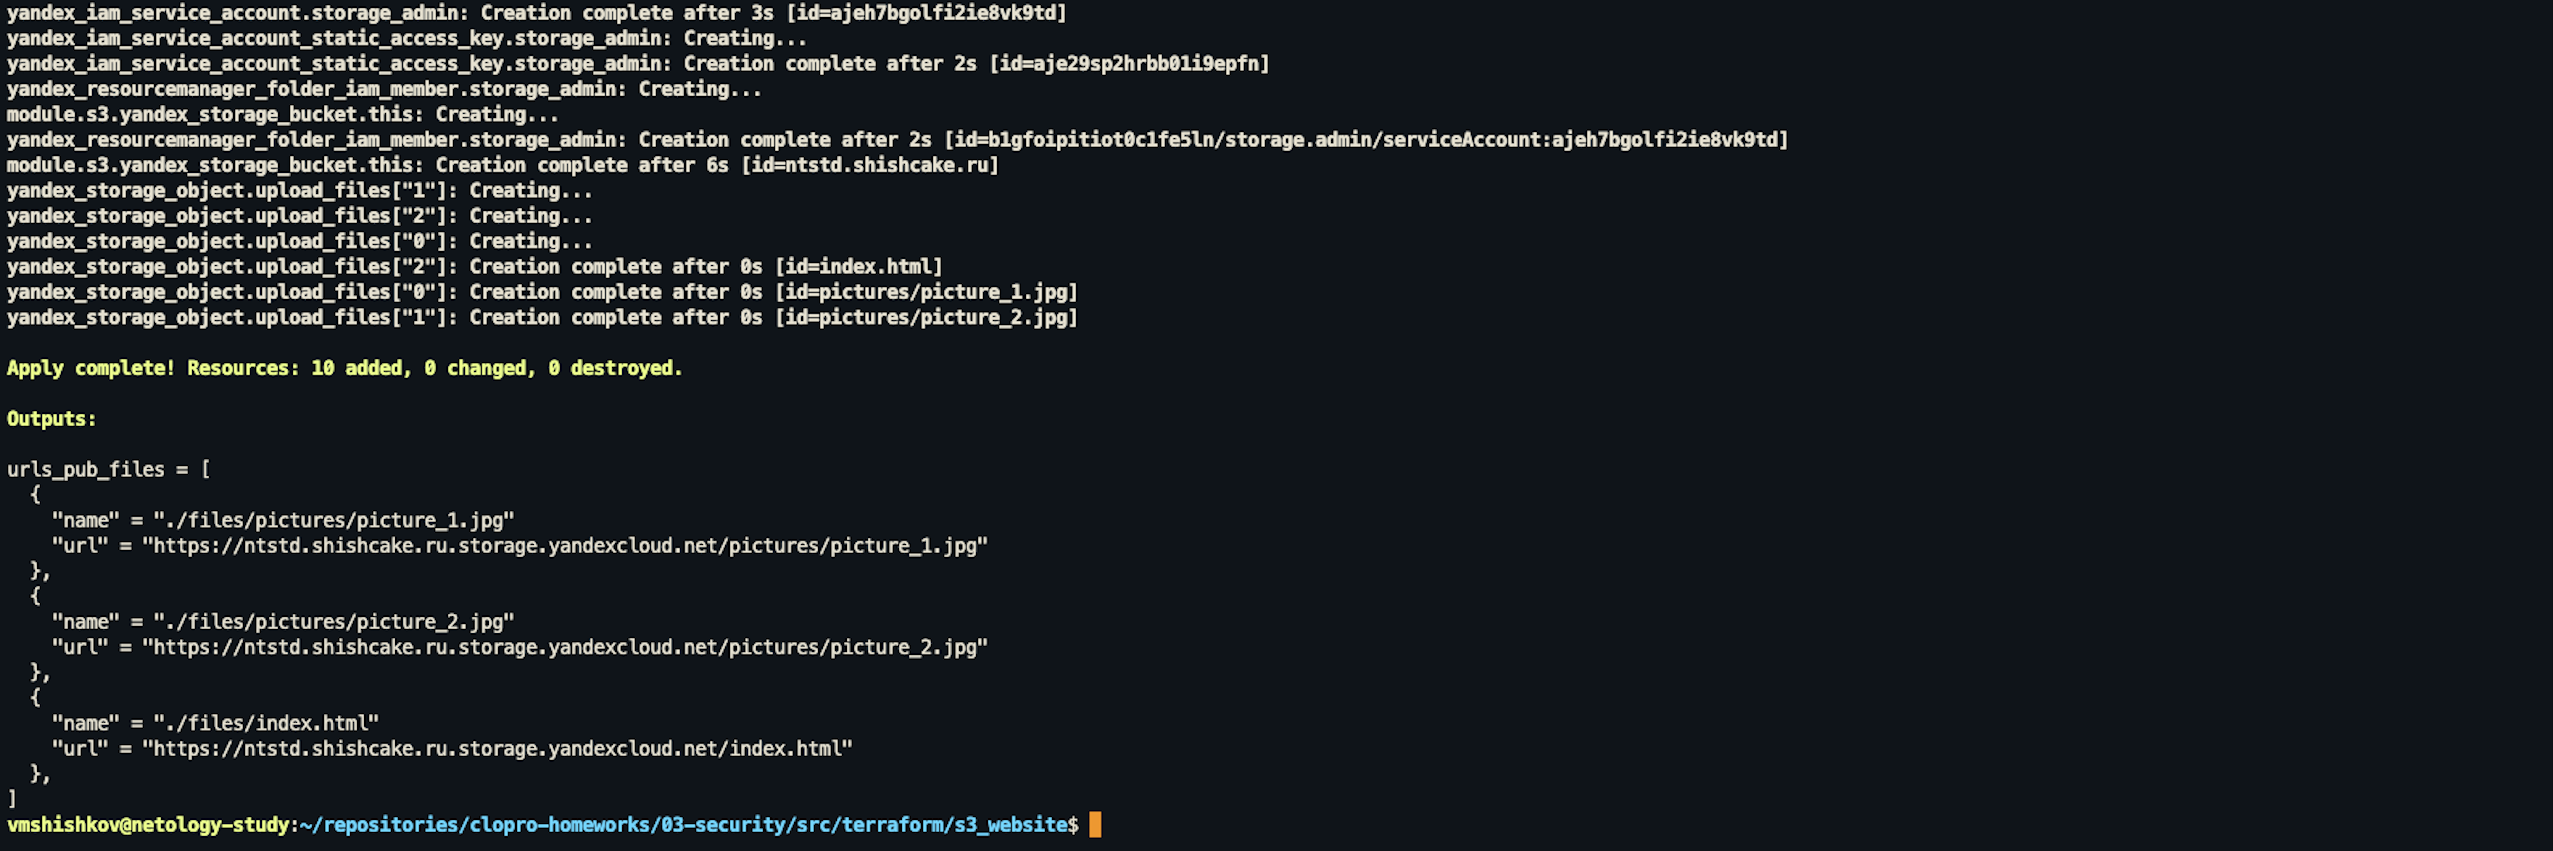 yandex_iam_service_account.storage_admin: Creation complete after 3s [id=ajeh7bgolfi2ie8vk9td]
yandex_iam_service_account_static_access_key.storage_admin: Creating...
yandex_iam_service_account_static_access_key.storage_admin: Creation complete after 2s [id=aje29sp2hrbb01i9epfn]
yandex_resourcemanager_folder_iam_member.storage_admin: Creating...
module.s3.yandex_storage_bucket.this: Creating...
yandex_resourcemanager_folder_iam_member.storage_admin: Creation complete after 2s [id=b1gfoipitiot0c1fe5ln/storage.admin/serviceAccount:ajeh7bgolfi2ie8vk9td]
module.s3.yandex_storage_bucket.this: Creation complete after 6s [id=ntstd.shishcake.ru]
yandex_storage_object.upload_files["1"]: Creating...
yandex_storage_object.upload_files["2"]: Creating...
yandex_storage_object.upload_files["0"]: Creating...
yandex_storage_object.upload_files["2"]: Creation complete after 0s [id=index.html]
yandex_storage_object.upload_files["0"]: Creation complete after 0s [id=pictures/picture_1.jpg]
yandex_storage_object.upload_files["1"]: Creation complete after 0s [id=pictures/picture_2.jpg]
Apply complete! Resources: 10 added, 0 changed, 0 destroyed.
Outputs:
urls_pub_files = [
  {
    "name" = "./files/pictures/picture_1.jpg"
    "url" = "https://ntstd.shishcake.ru.storage.yandexcloud.net/pictures/picture_1.jpg"
  },
  {
    "name" = "./files/pictures/picture_2.jpg"
    "url" = "https://ntstd.shishcake.ru.storage.yandexcloud.net/pictures/picture_2.jpg"
  },
  {
    "name" = "./files/index.html"
    "url" = "https://ntstd.shishcake.ru.storage.yandexcloud.net/index.html"
  },
]
vmshishkov@netology-study:~/repositories/clopro-homeworks/03-security/src/terraform/s3_website$